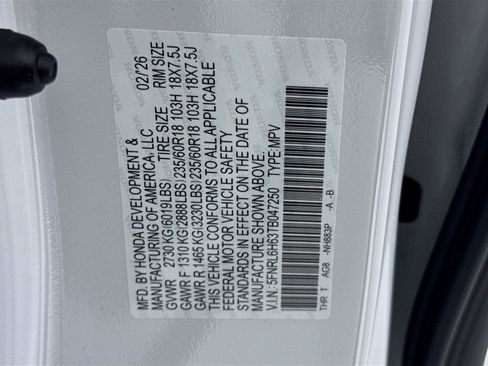 MFD.BY HONDA DEVELOPMENT & 02/'26
MANUFACTURING OF AMERICA, LLC
TIRE SIZE RIM SIZE
GVWR 2730 KG(6019LBS)
GAWR F 1310 KG(2888LBS) 235/60R18 103H 18X7.5J
GAWR R 1465 KG(3230LBS) 235/60R18 103H 18X7.5J
THIS VEHICLE CONFORMS TO ALL APPLICABLE
FEDERAL MOTOR VEHICLE SAFETY
STANDARDS IN EFFECT ON THE DATE OF
MANUFACTURE SHOWN ABOVE.
V.I.N.:5FNRL6H63TB047250 TYPE:MPV
THR T AG8 -NH883P -A -B